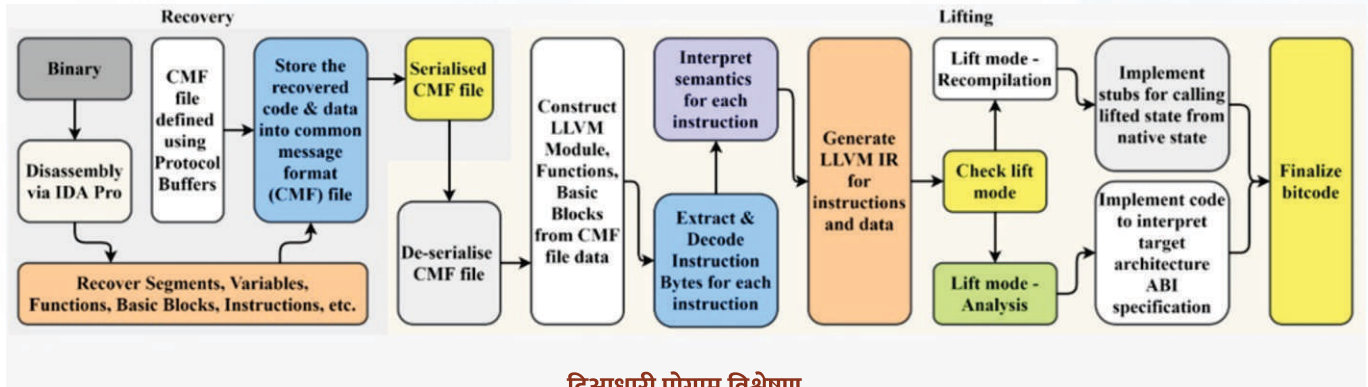 Recovery
Lifting
Binary
Disassembly
via IDA Pro
CMF
file
defined
using
Protocol
Buffers
Store the
recovered
code & data
into common
message
format
(CMF) file
Recover Segments, Variables,
Functions, Basic Blocks, Instructions, etc.
Serialised
CMF file
De-serialise
CMF file
Construct
LLVM
Module,
Functions,
Basic
Blocks
from CMF
file data
Interpret
semantics
for each
instruction
Extract &
Decode
Instruction
Bytes for each
instruction
Generate
LLVM IR
for
instructions
and data
Lift mode -
Recompilation
Check lift
mode
Lift mode -
Analysis
Implement
stubs for calling
lifted state from
native state
Implement code
to interpret
target
architecture
ABI
specification
Finalize
bitcode